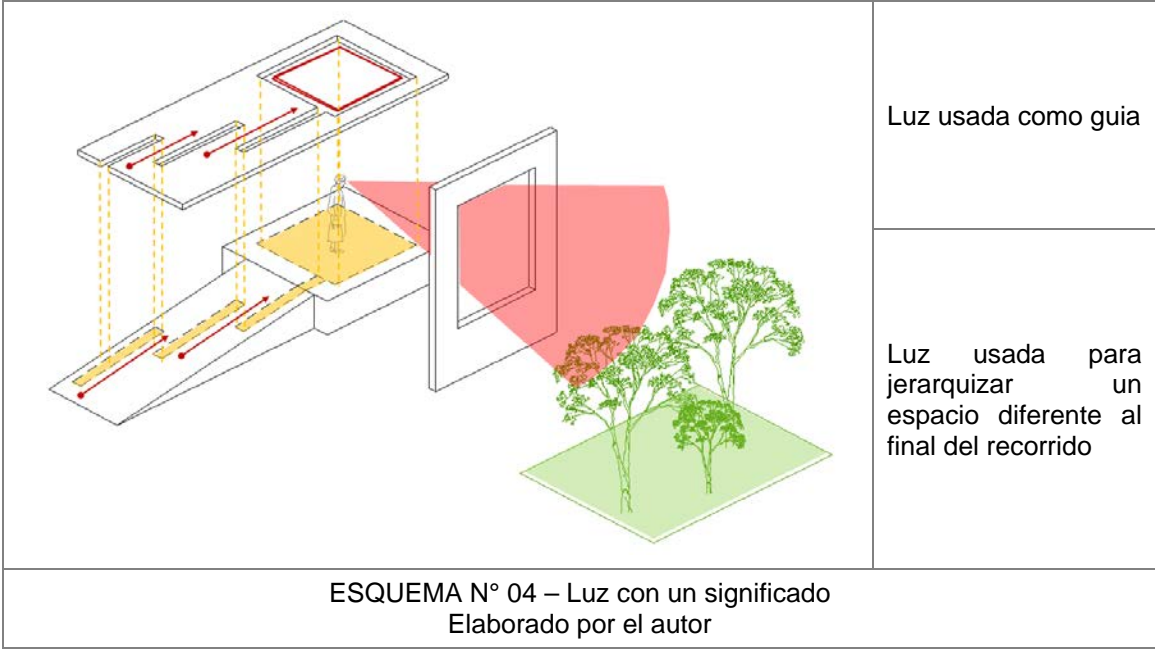 Luz usada como guia
Luz usada para
jerarquizar un
espacio diferente al
final del recorrido
ESQUEMA N° 04 – Luz con un significado
Elaborado por el autor